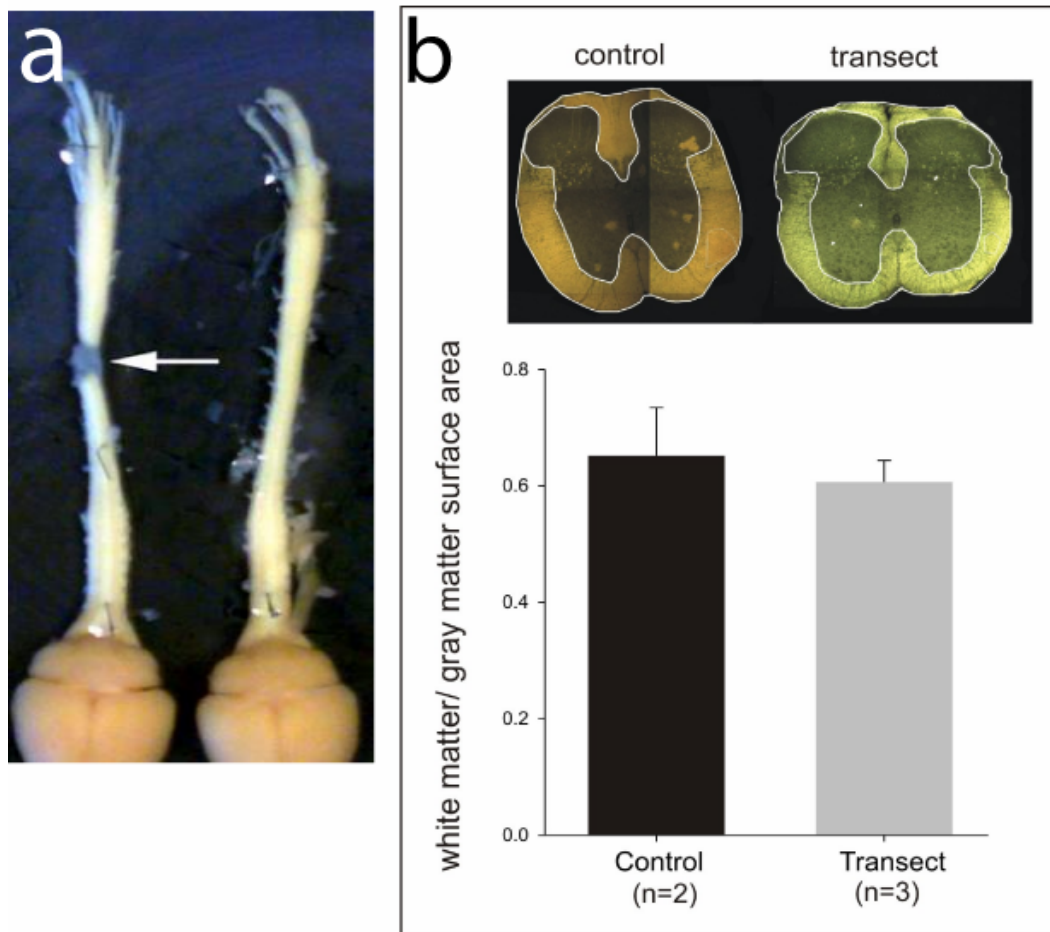 a
b
control transect
white matter/ gray matter surface area
0.8
0.6
0.4
0.2
0.0
Control Transect
(n=2) (n=3)